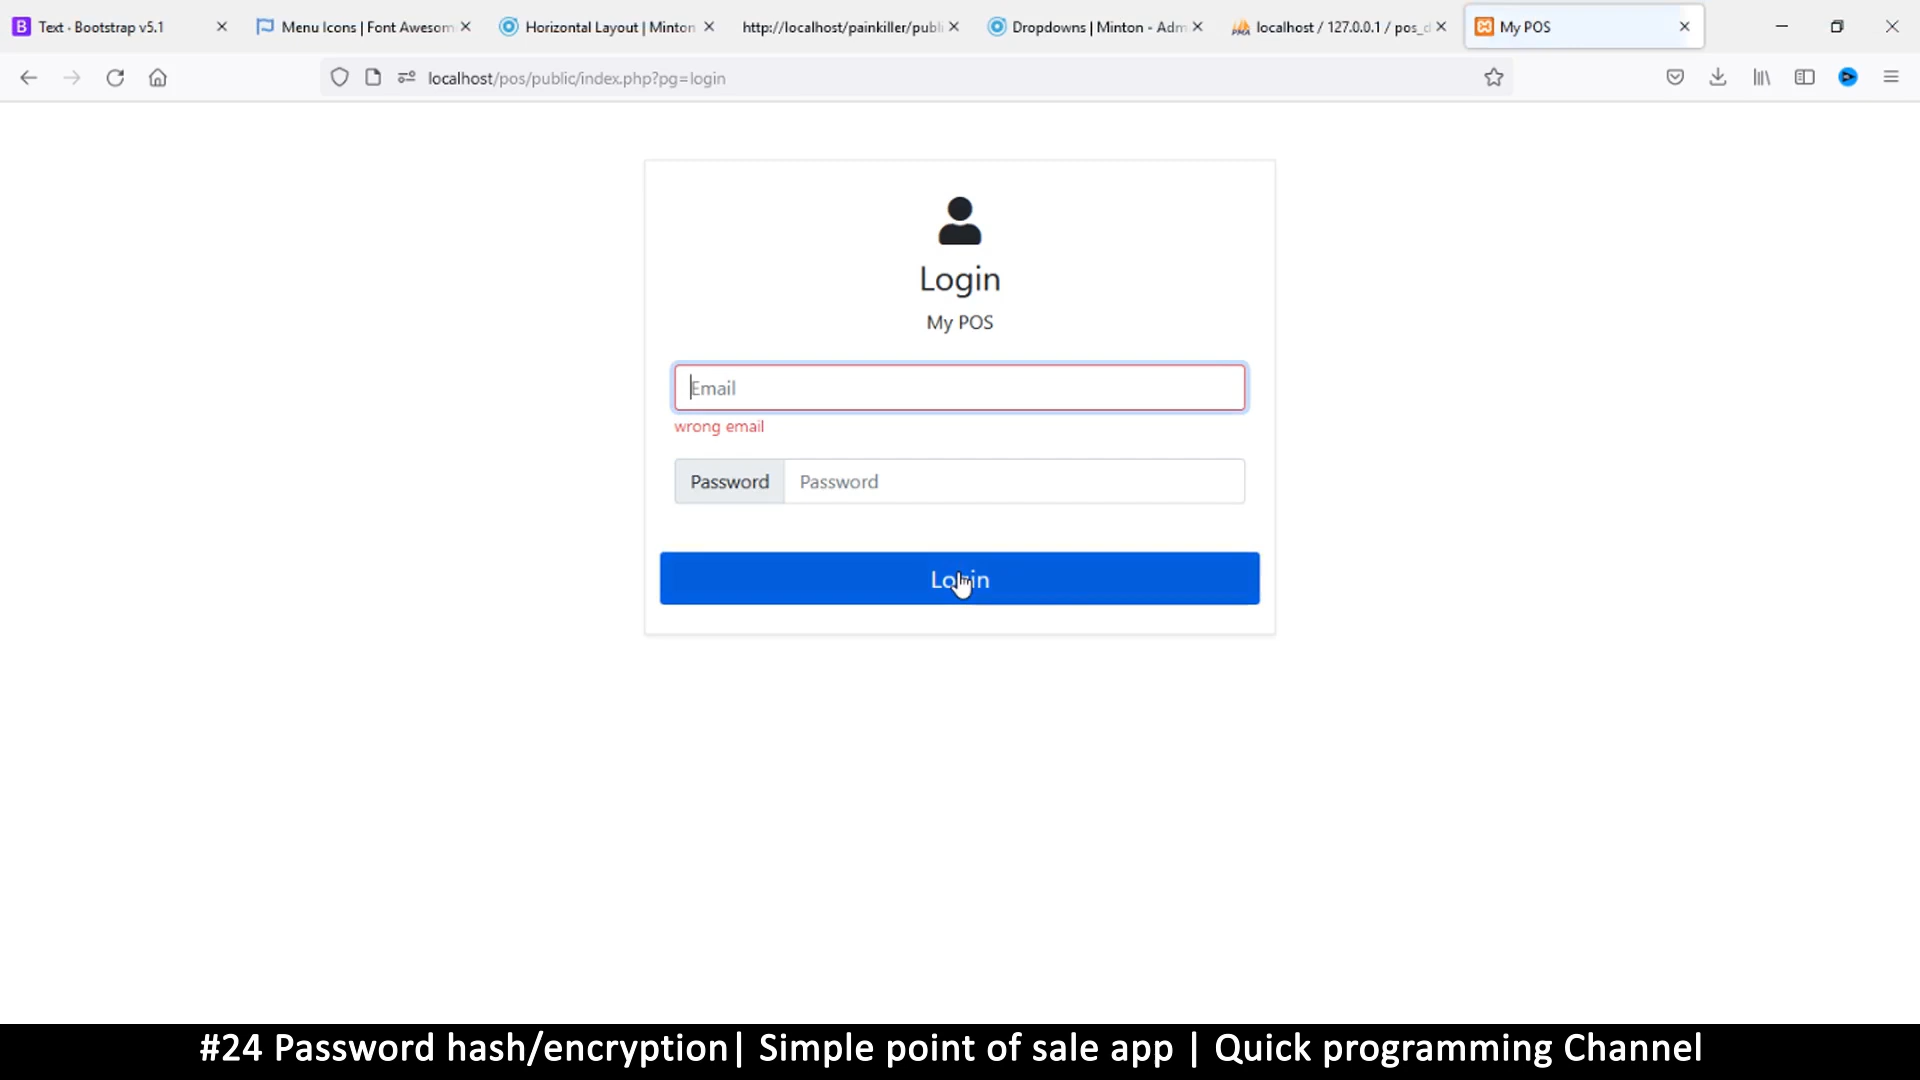 Text · Bootstrap v5.1
Menu Icons | Font Awesom
Horizontal Layout | Minton
http://localhost/painkiller/publi
Dropdowns | Minton - Adm
localhost / 127.0.0.1 / pos_d
My POS
localhost/pos/public/index.php?pg=login
Login
My POS
Email
wrong email
Password Password
Login
#24 Password hash/encryption| Simple point of sale app | Quick programming Channel